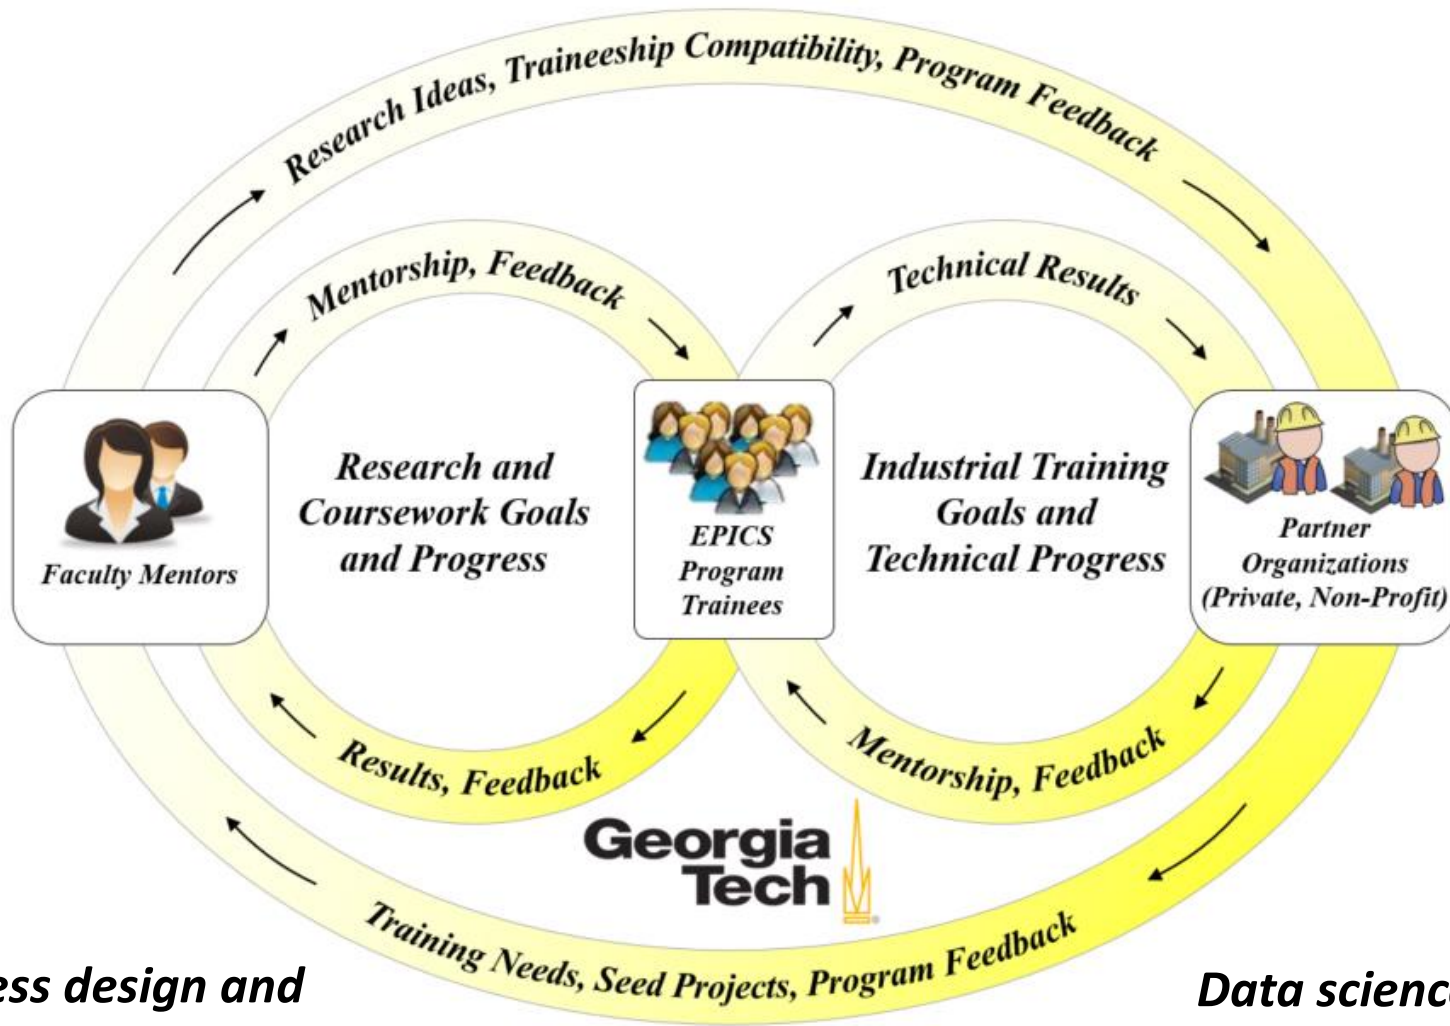 Research Ideas, Traineeship Compatibility, Program Feedback
Mentorship, Feedback
Technical Results
Faculty Mentors
Research and
Coursework Goals
and Progress
EPICS
Program
Trainees
Industrial Training
Goals and
Technical Progress
Partner
Organizations
(Private, Non-Profit)
Results, Feedback
Mentorship, Feedback
Georgia
Tech
®
Training Needs, Seed Projects, Program Feedback
design and
Data